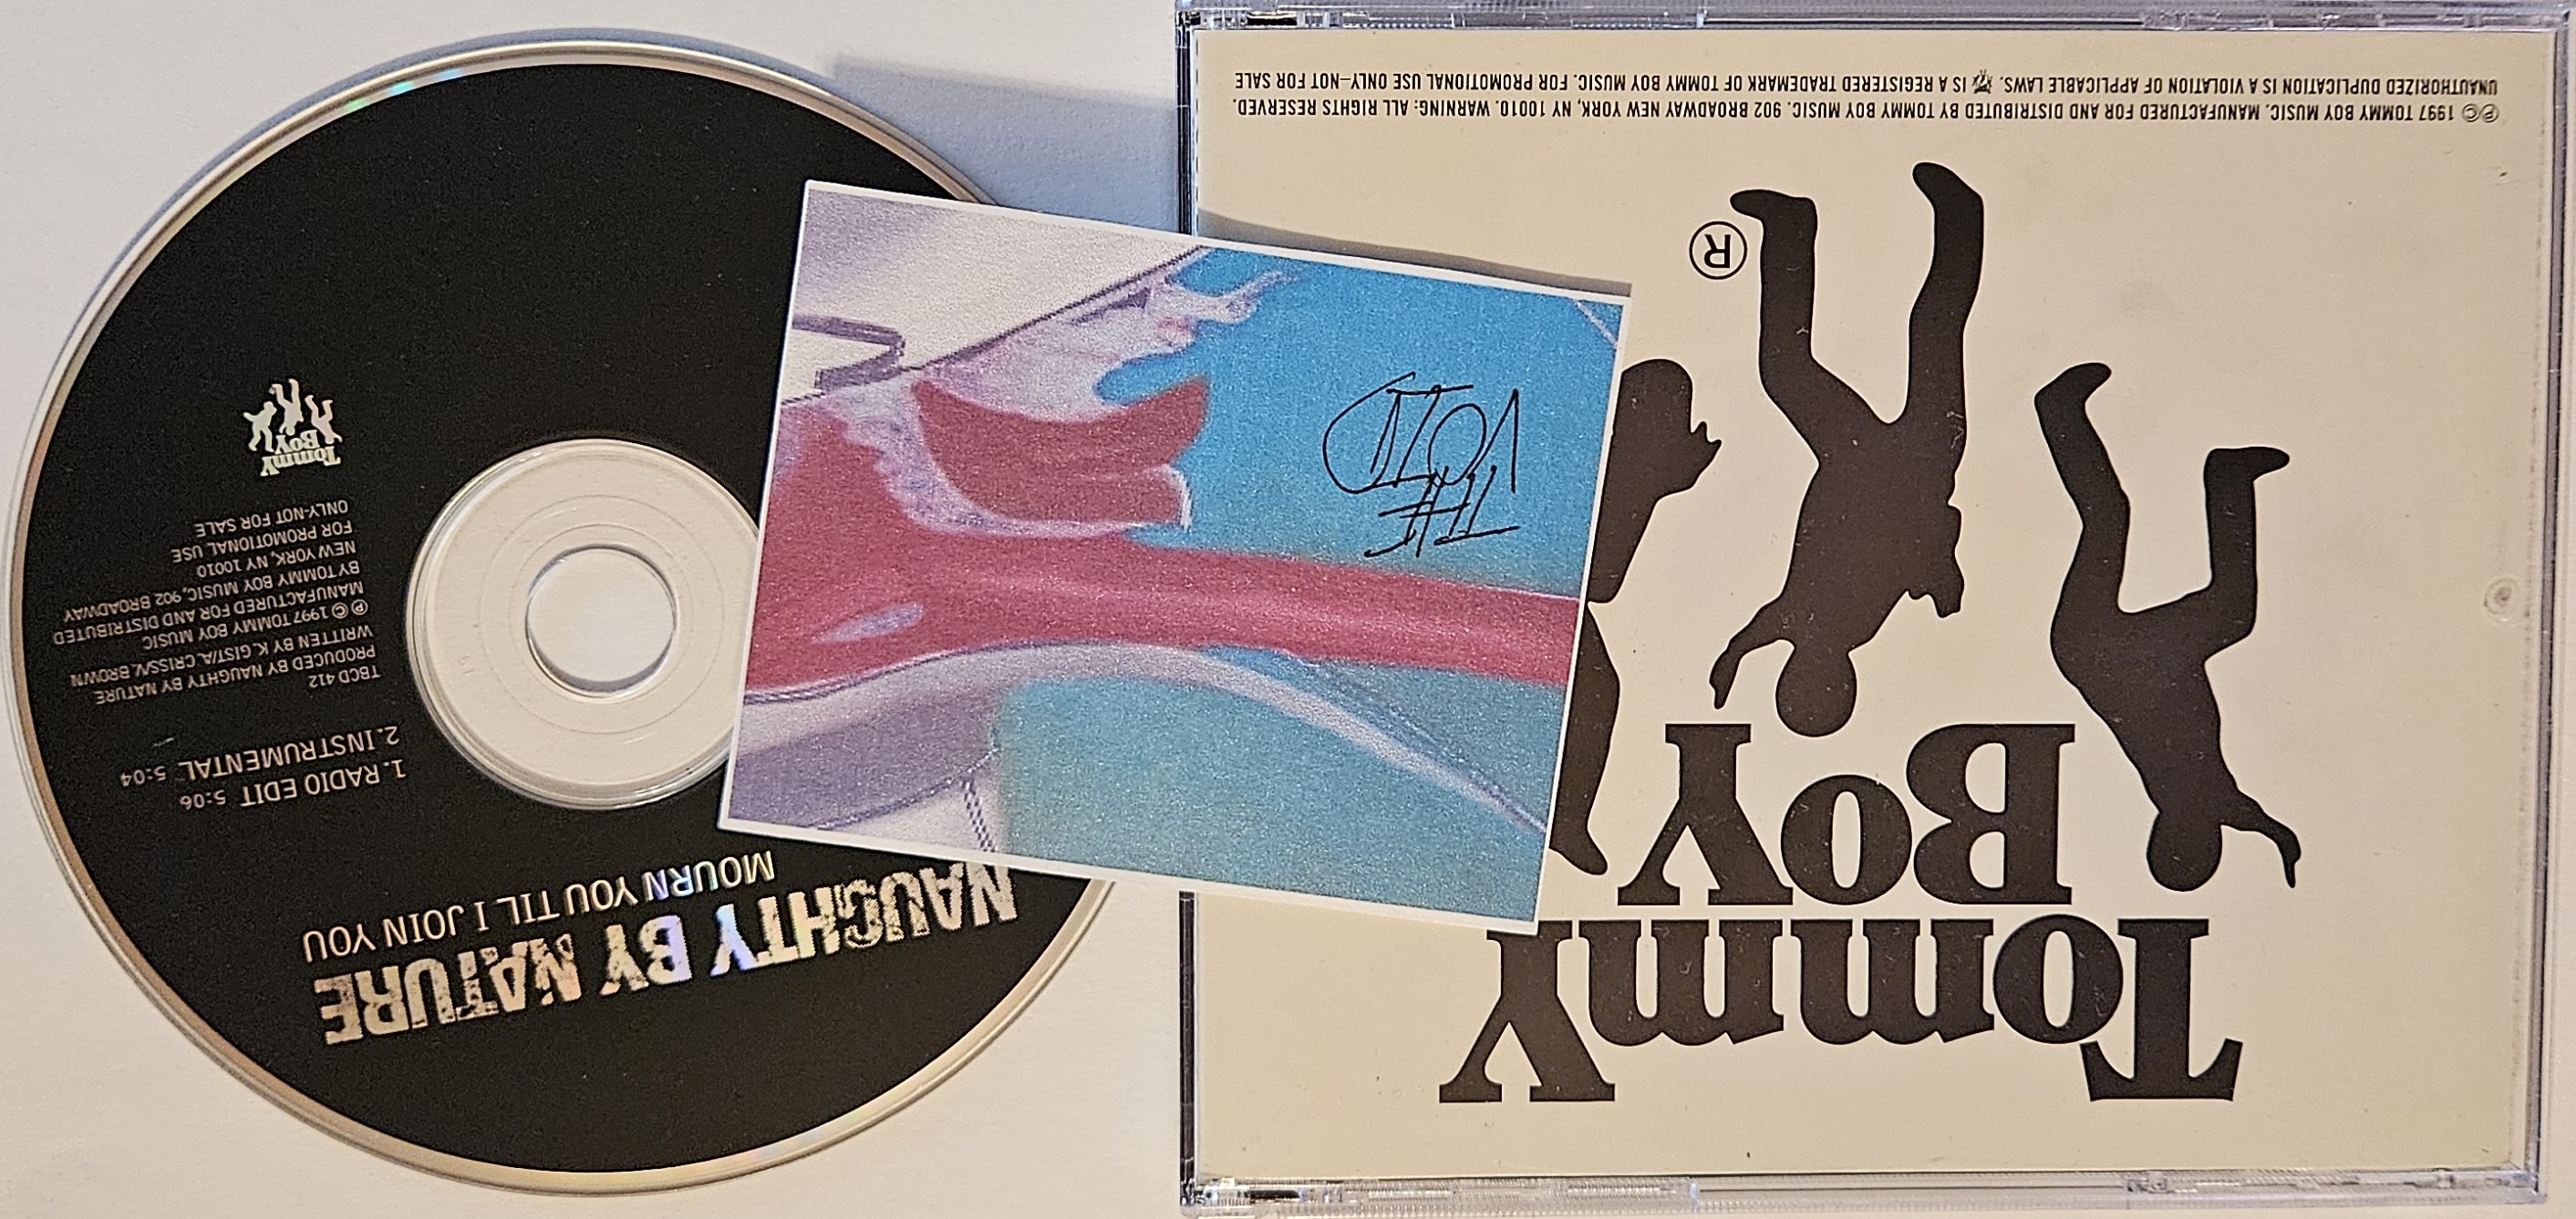 NAUGHTY BY NATURE
MOURN YOU TIL I JOIN YOU
1. RADIO EDIT 5:06
2. INSTRUMENTAL 5:04
TBCD 412
PRODUCED BY NAUGHTY BY NATURE
WRITTEN BY K. GIST/A. CRISS/V. BROWN
℗ © 1997 TOMMY BOY MUSIC
MANUFACTURED FOR AND DISTRIBUTED
BY TOMMY BOY MUSIC, 902 BROADWAY
NEW YORK, NY 10010
FOR PROMOTIONAL USE
ONLY-NOT FOR SALE
TOMMY
BOY
THE
VOID
TOMMY
BOY
®
℗© 1997 TOMMY BOY MUSIC. MANUFACTURED FOR AND DISTRIBUTED BY TOMMY BOY MUSIC. 902 BROADWAY NEW YORK, NY 10010. WARNING: ALL RIGHTS RESERVED.
UNAUTHORIZED DUPLICATION IS A VIOLATION OF APPLICABLE LAWS. IS A REGISTERED TRADEMARK OF TOMMY BOY MUSIC. FOR PROMOTIONAL USE ONLY—NOT FOR SALE